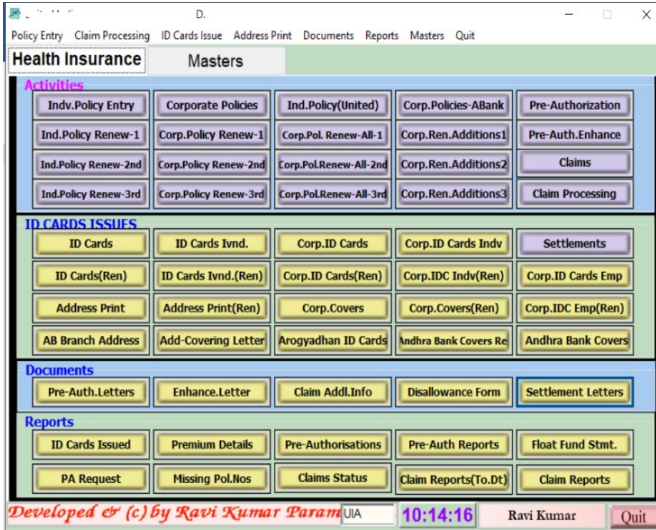 D.
Policy Entry Claim Processing ID Cards Issue Address Print Documents Reports Masters Quit
Health Insurance Masters
Activities
Indv.Policy Entry Corporate Policies Ind.Policy(United) Corp.Policies-ABank Pre-Authorization
Ind.Policy Renew-1 Corp.Policy Renew-1 Corp.Pol. Renew-All-1 Corp.Ren.Additions1 Pre-Auth.Enhance
Ind.Policy Renew-2nd Corp.Policy Renew-2nd Corp.Pol.Renew-All-2nd Corp.Ren.Additions2 Claims
Ind.Policy Renew-3rd Corp.Policy Renew-3rd Corp.Pol.Renew-All-3rd Corp.Ren.Additions3 Claim Processing
ID CARDS ISSUES
ID Cards ID Cards Ivnd. Corp.ID Cards Corp.ID Cards Indv Settlements
ID Cards(Ren) ID Cards Ivnd.(Ren) Corp.ID Cards(Ren) Corp.IDC Indv(Ren) Corp.ID Cards Emp
Address Print Address Print(Ren) Corp.Covers Corp.Covers(Ren) Corp.IDC Emp(Ren)
AB Branch Address Add-Covering Letter Arogyadhan ID Cards Andhra Bank Covers Re Andhra Bank Covers
Documents
Pre-Auth.Letters Enhance.Letter Claim Addl.Info Disallowance Form Settlement Letters
Reports
ID Cards Issued Premium Details Pre-Authorisations Pre-Auth Reports Float Fund Stmt.
PA Request Missing Pol.Nos Claims Status Claim Reports(To.Dt) Claim Reports
Developed & (c) by Ravi Kumar Param UIA 10:14:16 Ravi Kumar Quit